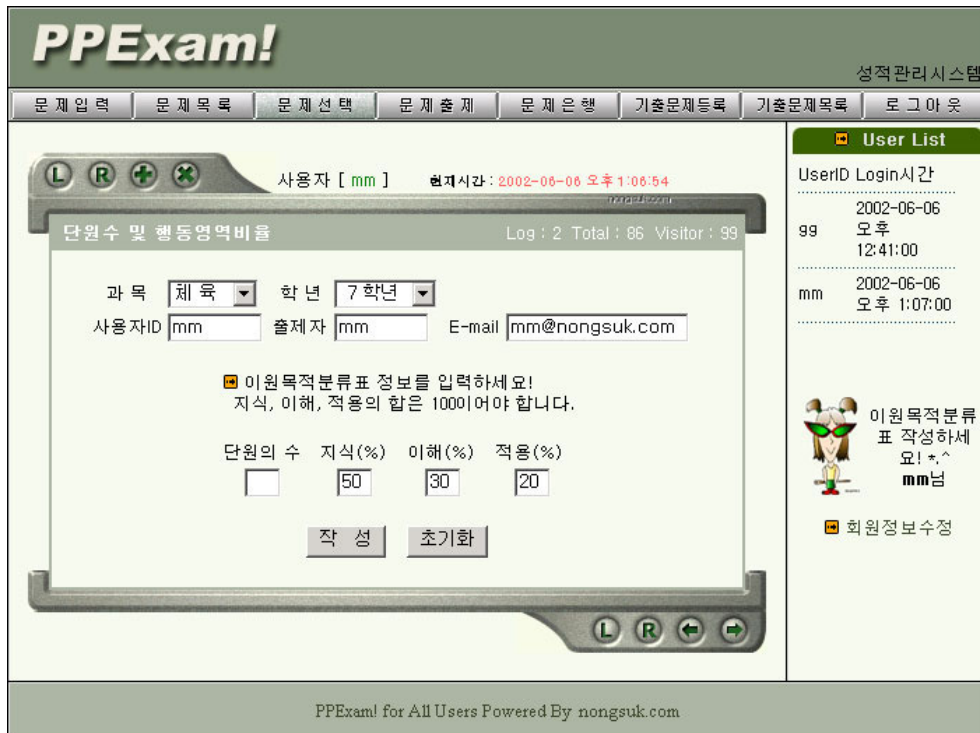 PPExam!
성적관리시스템
문제입력 문제목록 문제선택 문제출제 문제은행 기출문제등록 기출문제목록 로그아웃
L R
사용자 [ mm ] 현재시간 : 2002-06-06 오후 1:06:54
nongsuk.com
단원수 및 행동영역비율 Log : 2 Total : 86 Visitor : 99
과 목 체 육 학 년 7 학년
사용자ID mm 출제자 mm E-mail mm@nongsuk.com
이원목적분류표 정보를 입력하세요!
지식, 이해, 적용의 합은 100이어야 합니다.
단원의 수 지식(%) 이해(%) 적용(%)
50 30 20
작 성 초기화
L R
User List
UserID Login시간
gg 2002-06-06
오후
12:41:00
mm 2002-06-06
오후 1:07:00
이원목적분류
표 작성하세
요! *.^
mm님
회원정보수정
PPExam! for All Users Powered By nongsuk.com